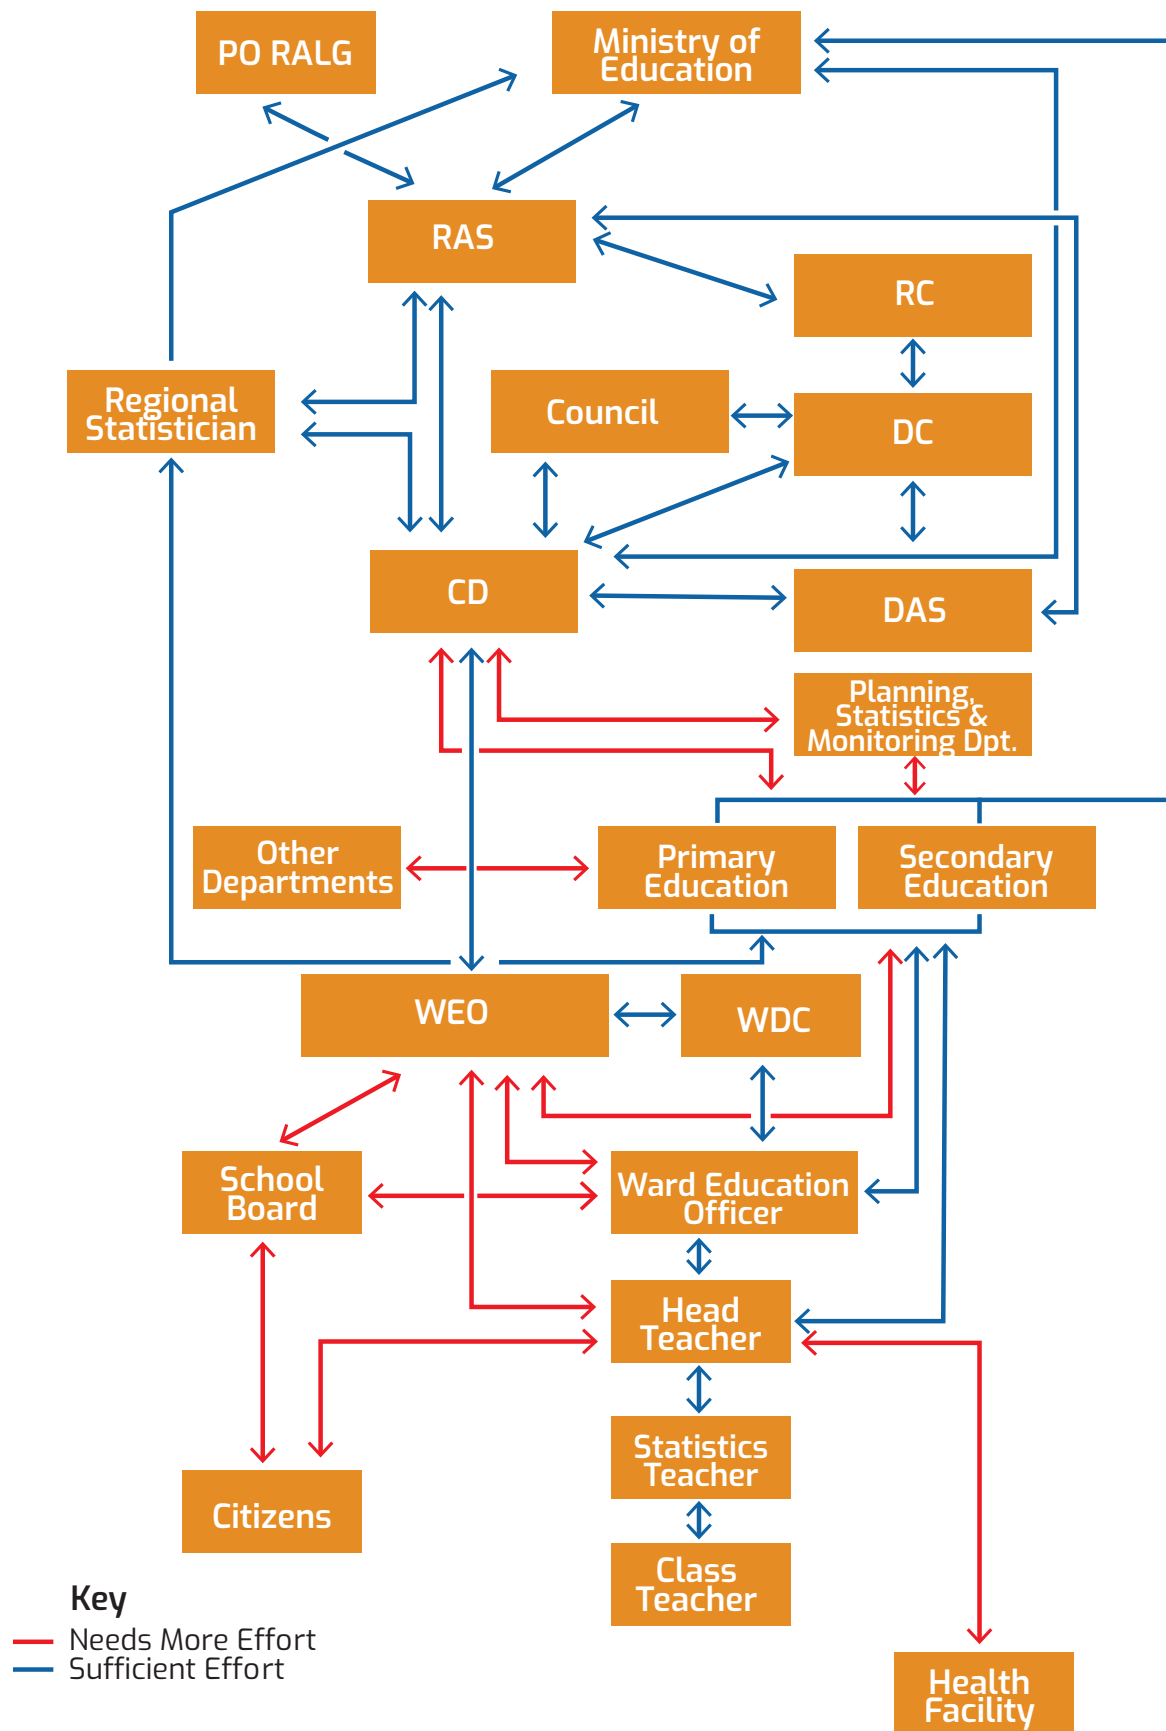 PO RALG
Ministry of
Education
RAS
RC
Regional
Statistician
Council
DC
CD
DAS
Planning,
Statistics &
Monitoring Dpt.
Other
Departments
Primary
Education
Secondary
Education
WEO
WDC
School
Board
Ward Education
Officer
Head
Teacher
Statistics
Teacher
Citizens
Class
Teacher
Key
Needs More Effort
Sufficient Effort
Health
Facility